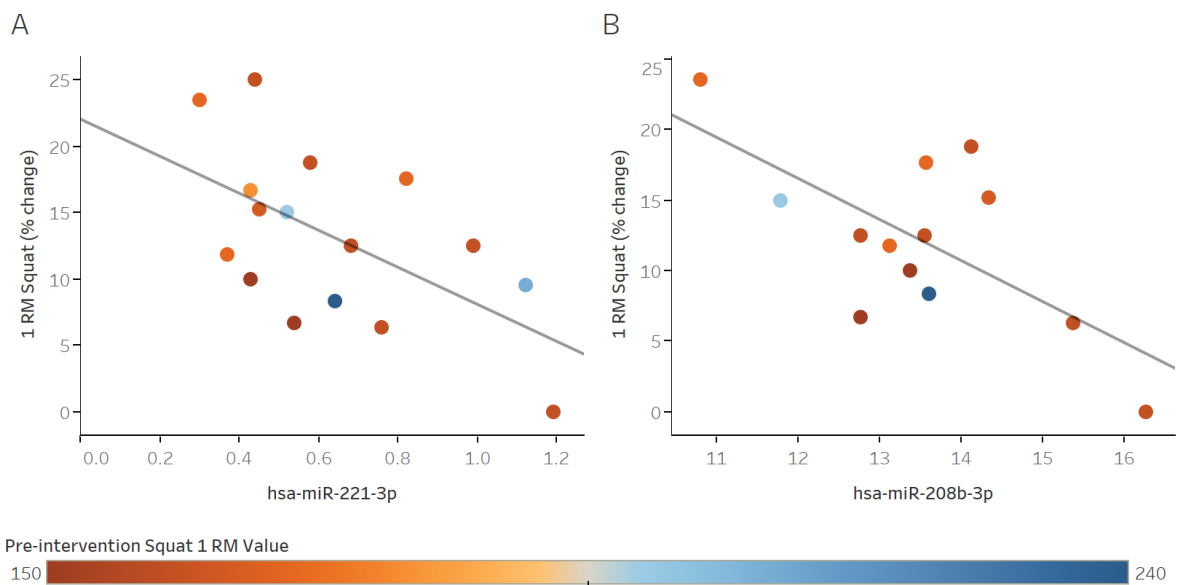 A
B
25
20
15
10
5
0
1 RM Squat (% change)
0.0 0.2 0.4 0.6 0.8 1.0 1.2
hsa-miR-221-3p
25
20
15
10
5
0
1 RM Squat (% change)
11 12 13 14 15 16
hsa-miR-208b-3p
Pre-intervention Squat 1 RM Value
150 240